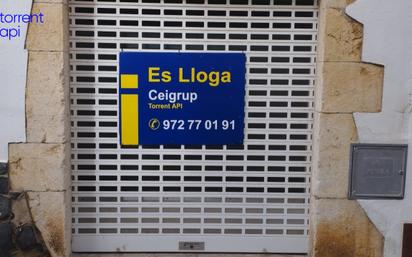 torrent
api
Es Lloga
Ceigrup
Torrent API
972 77 01 91